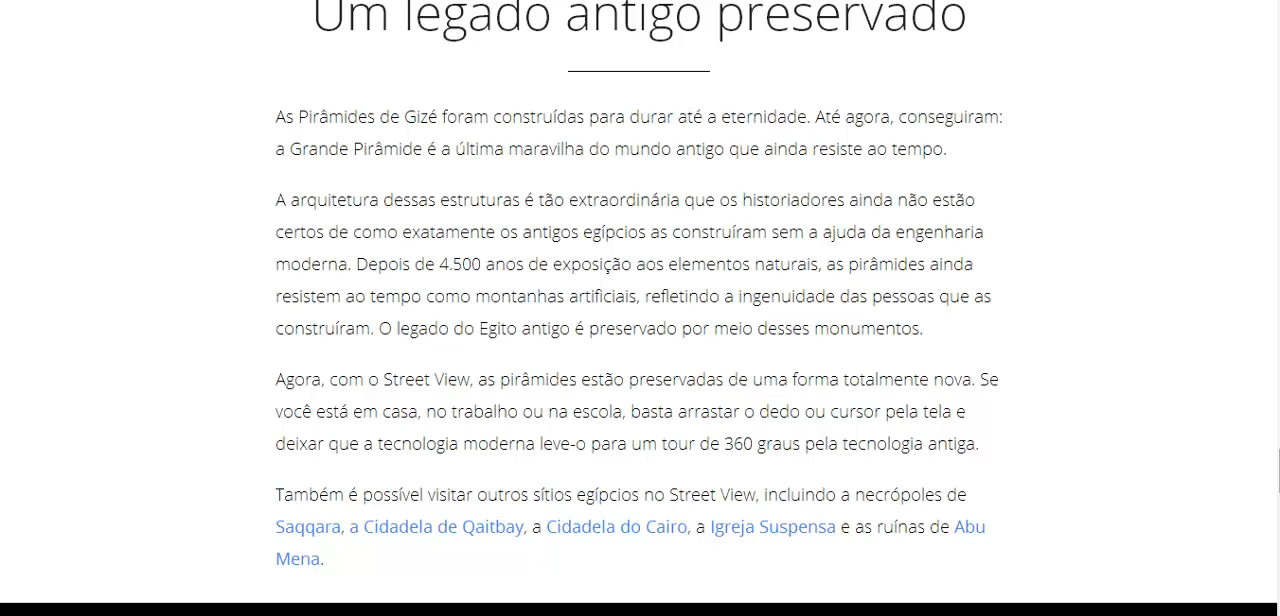 Um legado antigo preservado
As Pirâmides de Gizé foram construídas para durar até a eternidade. Até agora, conseguiram:
a Grande Pirâmide é a última maravilha do mundo antigo que ainda resiste ao tempo.
A arquitetura dessas estruturas é tão extraordinária que os historiadores ainda não estão
certos de como exatamente os antigos egípcios as construíram sem a ajuda da engenharia
moderna. Depois de 4.500 anos de exposição aos elementos naturais, as pirâmides ainda
resistem ao tempo como montanhas artificiais, refletindo a ingenuidade das pessoas que as
construíram. O legado do Egito antigo é preservado por meio desses monumentos.
Agora, com o Street View, as pirâmides estão preservadas de uma forma totalmente nova. Se
você está em casa, no trabalho ou na escola, basta arrastar o dedo ou cursor pela tela e
deixar que a tecnologia moderna leve-o para um tour de 360 graus pela tecnologia antiga.
Também é possível visitar outros sítios egípcios no Street View, incluindo a necrópoles de
Saqqara, a Cidadela de Qaitbay, a Cidadela do Cairo, a Igreja Suspensa e as ruínas de Abu
Mena.